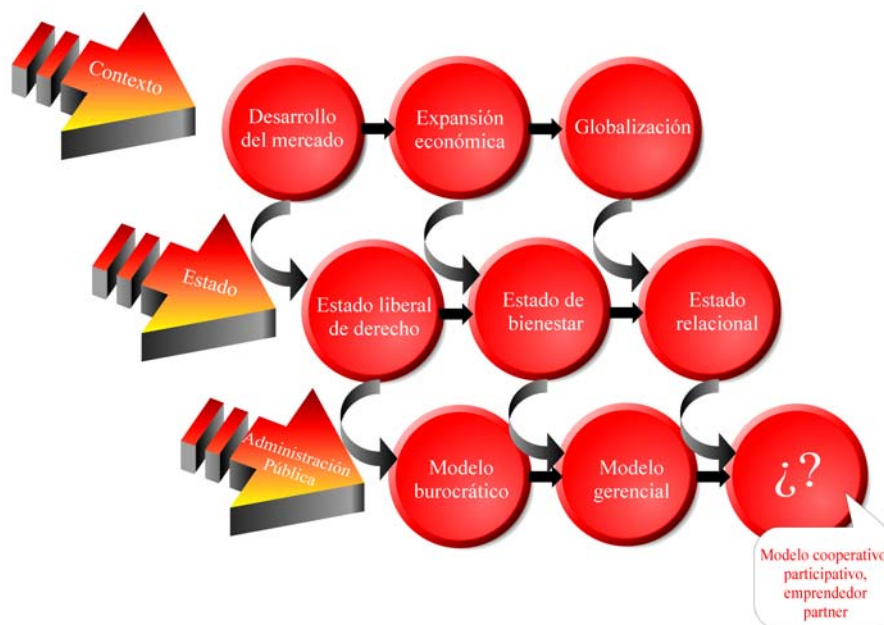 Contexto
Desarrollo
del mercado
Expansión
económica
Globalización
Estado
Estado liberal
de derecho
Estado de
bienestar
Estado
relacional
Administración
Pública
Modelo
burocrático
Modelo
gerencial
¿?
Modelo cooperativo
participativo,
emprendedor
partner